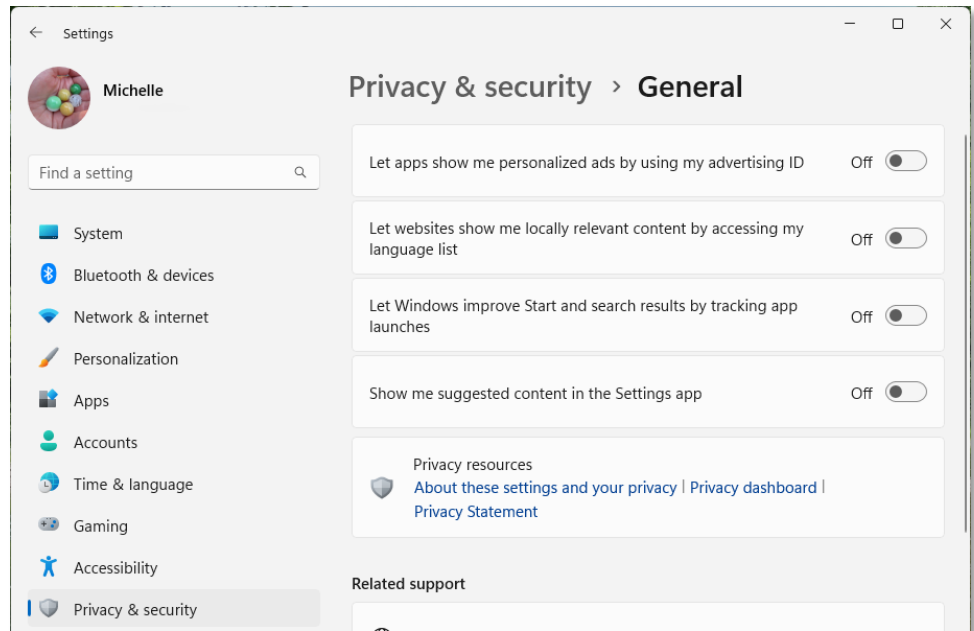 Settings
Michelle
Find a setting
System
Bluetooth & devices
Network & internet
Personalization
Apps
Accounts
Time & language
Gaming
Accessibility
Privacy & security
Privacy & security › General
Let apps show me personalized ads by using my advertising ID Off
Let websites show me locally relevant content by accessing my
language list
Off
Let Windows improve Start and search results by tracking app
launches
Off
Show me suggested content in the Settings app Off
Privacy resources
About these settings and your privacy | Privacy dashboard |
Privacy Statement
Related support